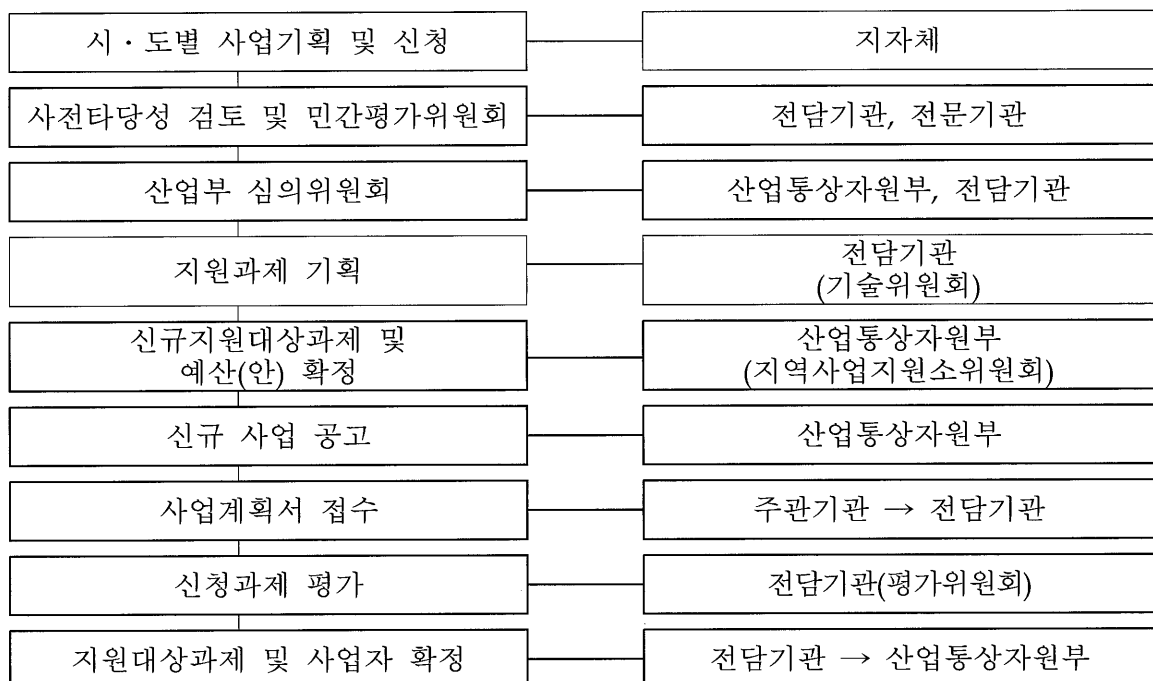 시·도별 사업기획 및 신청
지자체
사전타당성 검토 및 민간평가위원회
전담기관, 전문기관
산업부 심의위원회
산업통상자원부, 전담기관
지원과제 기획
전담기관
(기술위원회)
신규지원대상과제 및
예산(안) 확정
산업통상자원부
(지역사업지원소위원회)
신규 사업 공고
산업통상자원부
사업계획서 접수
주관기관 → 전담기관
신청과제 평가
전담기관(평가위원회)
지원대상과제 및 사업자 확정
전담기관 → 산업통상자원부